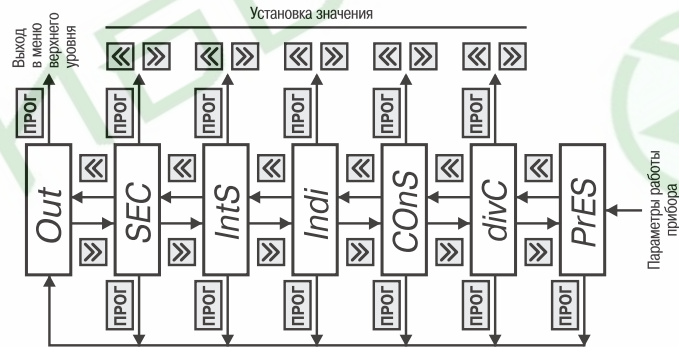 Установка значения
Выход
в меню
верхнего
уровня
ПРОГ
ПРОГ
ПРОГ
ПРОГ
ПРОГ
ПРОГ
Out
SEC
IntS
Indi
COnS
divC
PrES
Параметры работы
прибора
ПРОГ
ПРОГ
ПРОГ
ПРОГ
ПРОГ
ПРОГ